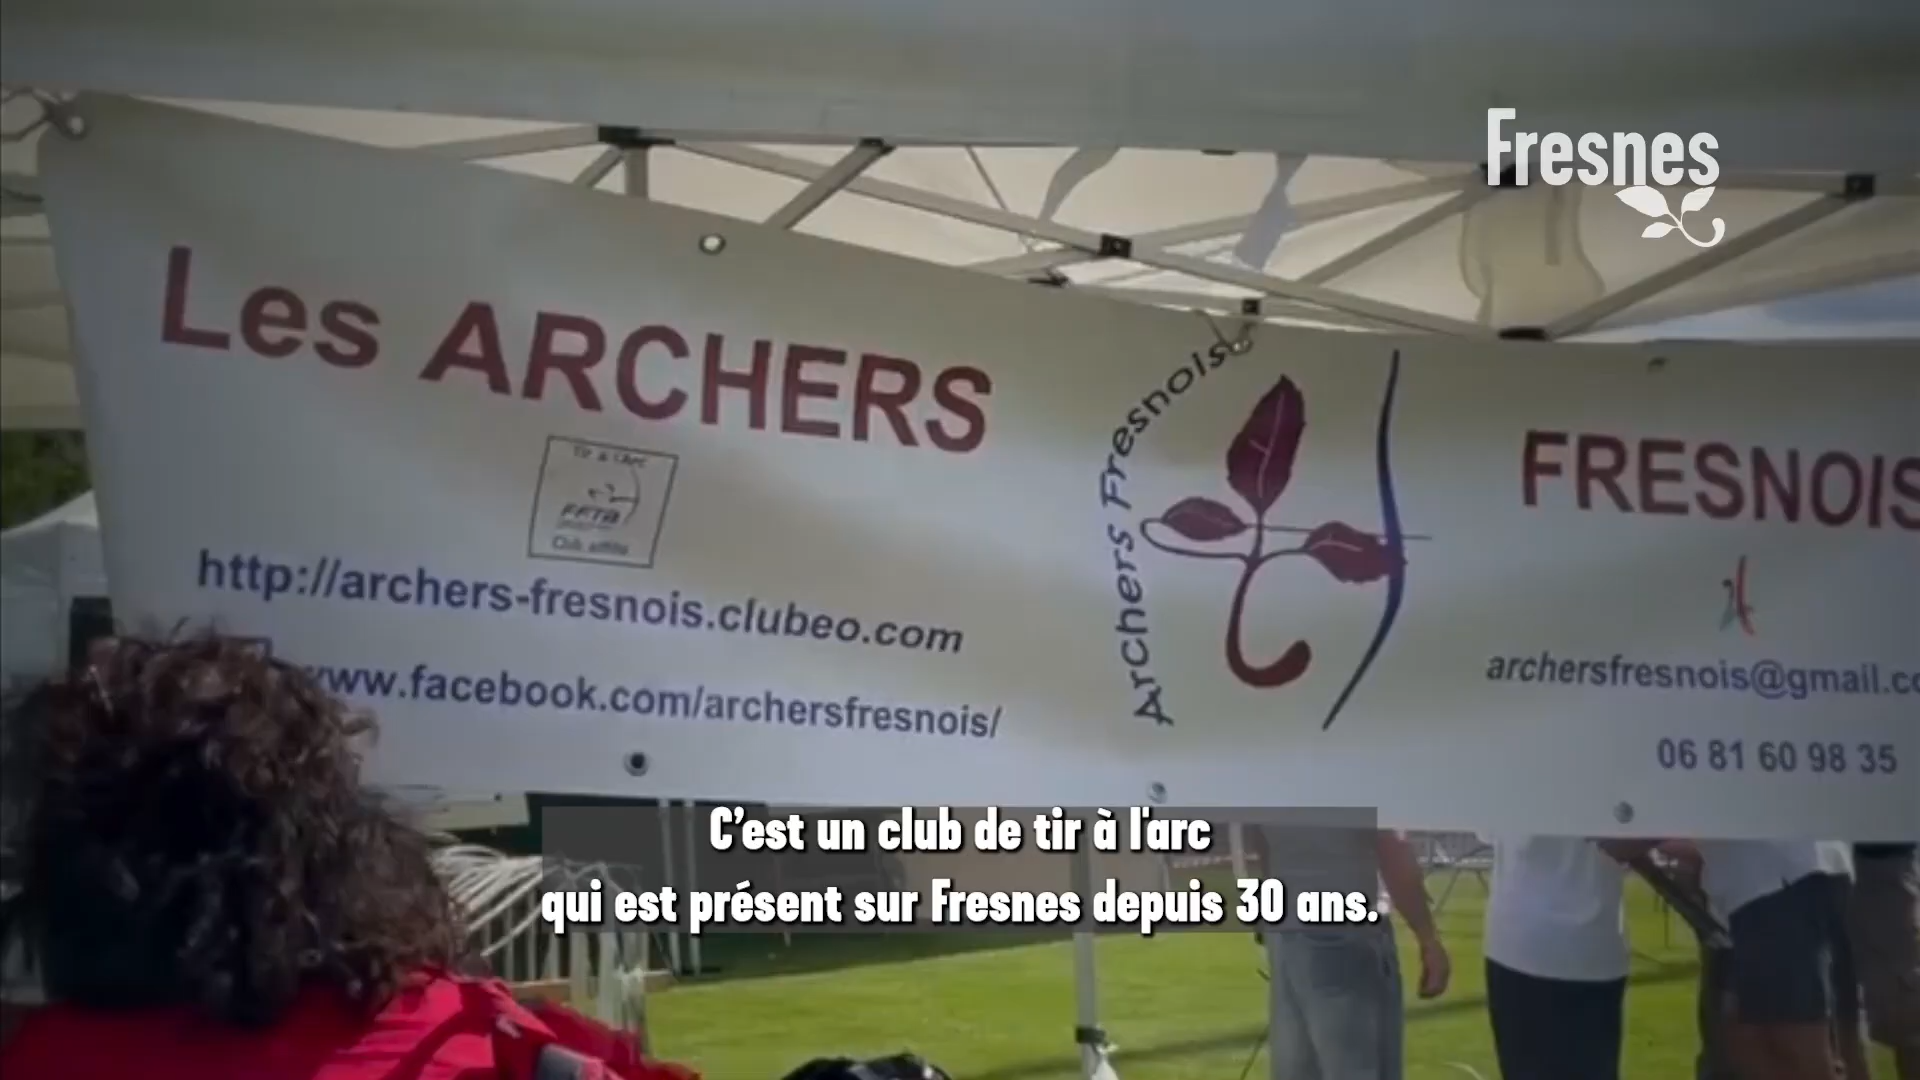 Fresnes
Les ARCHERS
FRESNOIS
Archers Fresnois
Tir à l'Arc
FFTA
Club affilié
http://archers-fresnois.clubeo.com
www.facebook.com/archersfresnois/
archersfresnois@gmail.co
06 81 60 98 35
C’est un club de tir à l'arc
qui est présent sur Fresnes depuis 30 ans.